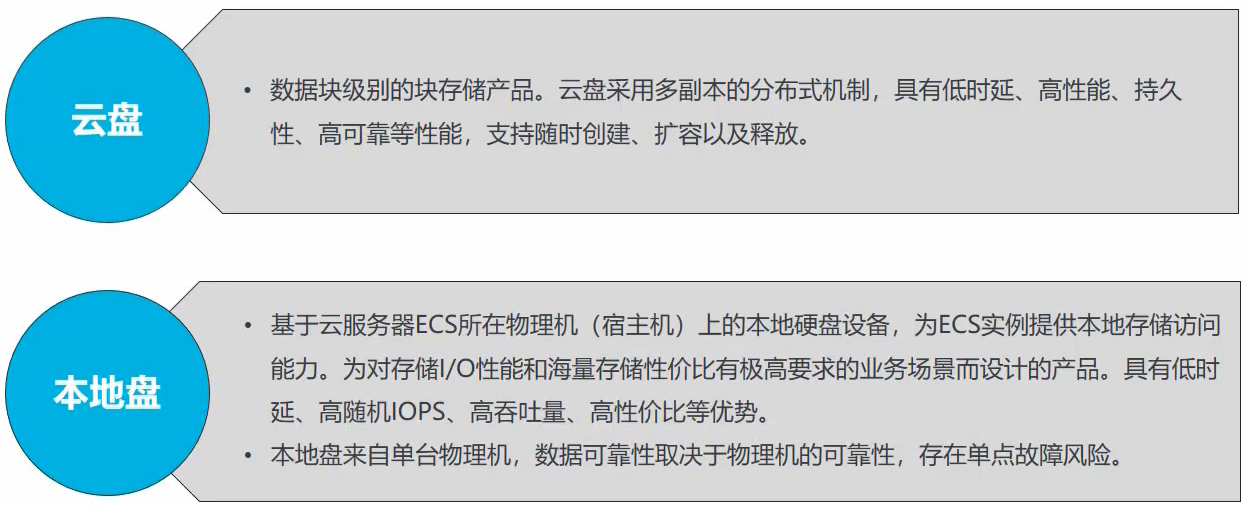 云盘
• 数据块级别的块存储产品。云盘采用多副本的分布式机制，具有低时延、高性能、持久
性、高可靠等性能，支持随时创建、扩容以及释放。
本地盘
• 基于云服务器ECS所在物理机（宿主机）上的本地硬盘设备，为ECS实例提供本地存储访问
能力。为对存储I/O性能和海量存储性价比有极高要求的业务场景而设计的产品。具有低时
延、高随机IOPS、高吞吐量、高性价比等优势。
• 本地盘来自单台物理机，数据可靠性取决于物理机的可靠性，存在单点故障风险。